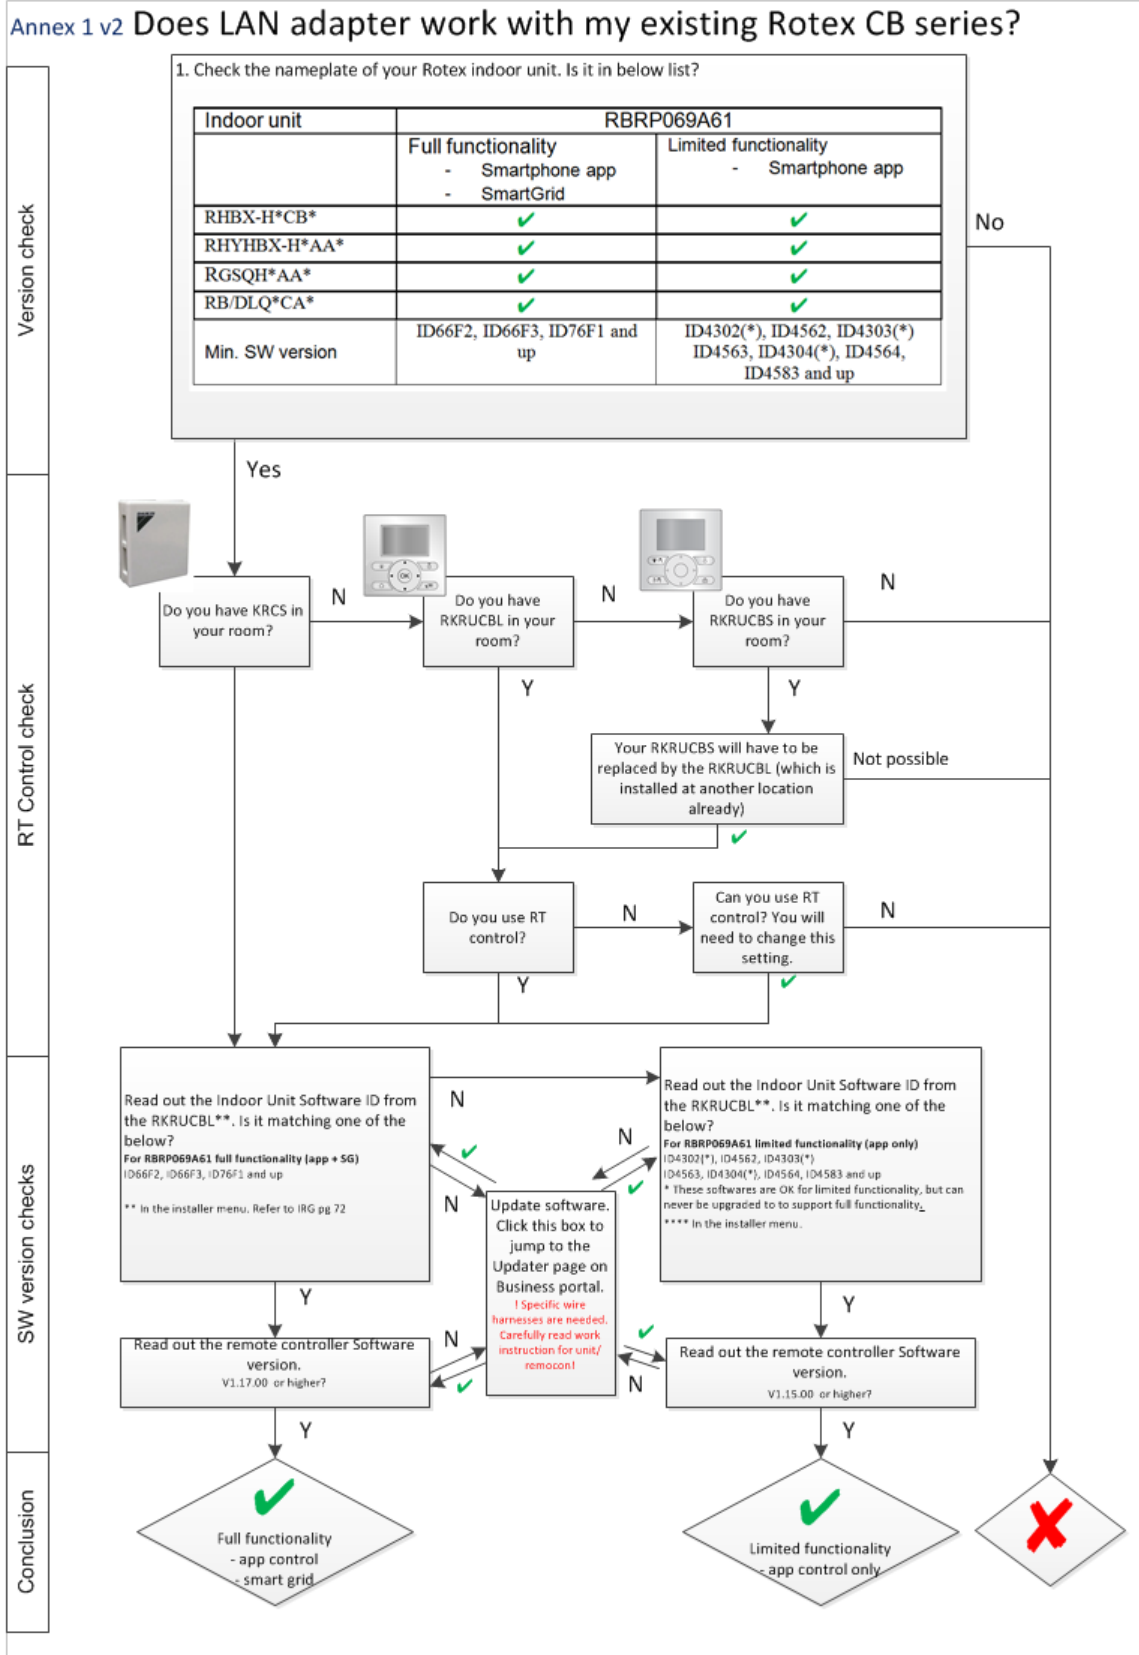 Annex 1 v2 Does LAN adapter work with my existing Rotex CB series?
Version check
1. Check the nameplate of your Rotex indoor unit. Is it in below list?
Indoor unit RBRP069A61
Full functionality
- Smartphone app
- SmartGrid
Limited functionality
- Smartphone app
RHBX-H*CB* ✔ ✔
RHYHBX-H*AA* ✔ ✔
RGSQH*AA* ✔ ✔
RB/DLQ*CA* ✔ ✔
Min. SW version
ID66F2, ID66F3, ID76F1 and
up
ID4302(*), ID4562, ID4303(*)
ID4563, ID4304(*), ID4564,
ID4583 and up
No
Yes
RT Control check
Do you have KRCS in
your room?
N
OK
Do you have
RKRUCBL in your
room?
N
Do you have
RKRUCBS in your
room?
N
Y
Y
Your RKRUCBS will have to be
replaced by the RKRUCBL (which is
installed at another location
already)
Not possible
✔
Do you use RT
control?
N
Can you use RT
control? You will
need to change this
setting.
N
Y
✔
SW version checks
Read out the Indoor Unit Software ID from
the RKRUCBL**. Is it matching one of the
below?
For RBRP069A61 full functionality (app + SG)
ID66F2, ID66F3, ID76F1 and up
** In the installer menu. Refer to IRG pg 72
N
✔
N
N
✔
Read out the Indoor Unit Software ID from
the RKRUCBL**. Is it matching one of the
below?
For RBRP069A61 limited functionality (app only)
ID4302(*), ID4562, ID4303(*)
ID4563, ID4304(*), ID4564, ID4583 and up
* These softwares are OK for limited functionality, but can
never be upgraded to to support full functionality.
**** In the installer menu.
Update software.
Click this box to
jump to the
Updater page on
Business portal.
! Specific wire
harnesses are needed.
Carefully read work
instruction for unit/
remocon!
Y
Y
Read out the remote controller Software
version.
V1.17.00 or higher?
N
✔
✔
N
Read out the remote controller Software
version.
V1.15.00 or higher?
Y
Y
Conclusion
✔
Full functionality
- app control
- smart grid
✔
Limited functionality
- app control only
✘